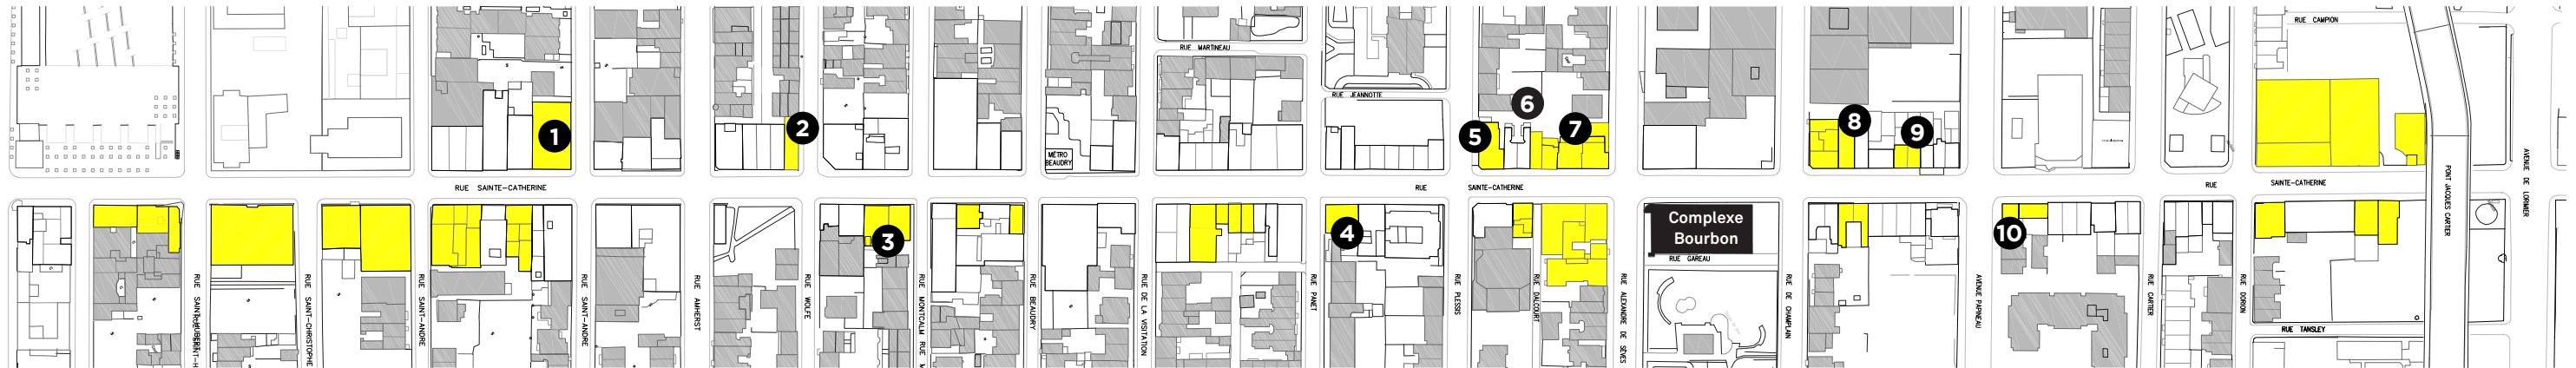 RUE CAMPION
RUE MARTINEAU
RUE JEANNOTTE
1
2
5
6
7
8
9
MÉTRO
BEAUDRY
RUE SAINTE-CATHERINE
RUE SAINTE-CATHERINE
RUE SAINTE-CATHERINE
PONT JACQUES CARTIER
AVENUE DE LORIMIER
3
4
Complexe
Bourbon
10
RUE GAREAU
RUE SAINT-CHRISTOPHE
RUE SAINT-ANDRE
RUE SAINT-ANDRE
RUE AMHERST
RUE WOLFE
RUE MONTCALM RUE
RUE BEAUDRY
RUE DE LA VISITATION
RUE PANET
RUE PLESSIS
RUE DALCOURT
RUE ALEXANDRE DE SEVES
RUE DE CHAMPLAIN
AVENUE PAPINEAU
RUE CARTIER
RUE DORION
RUE TANSLEY